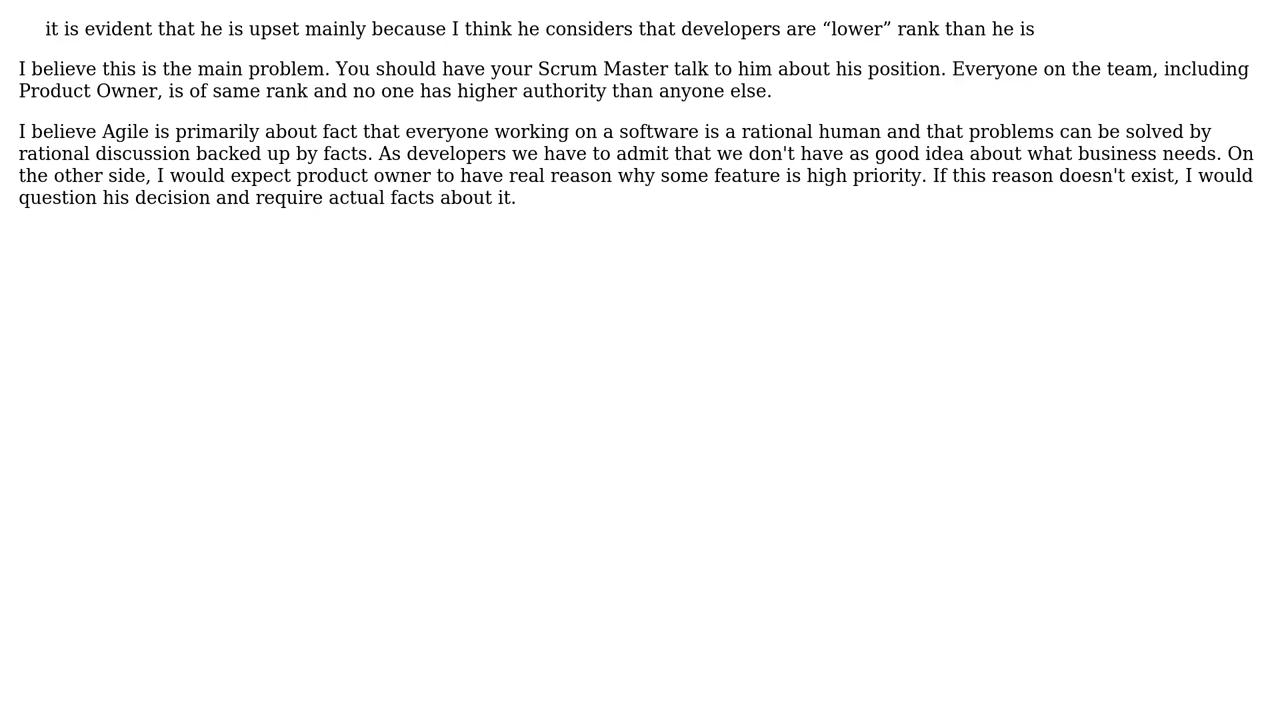 it is evident that he is upset mainly because I think he considers that developers are “lower” rank than he is
I believe this is the main problem. You should have your Scrum Master talk to him about his position. Everyone on the team, including
Product Owner, is of same rank and no one has higher authority than anyone else.
I believe Agile is primarily about fact that everyone working on a software is a rational human and that problems can be solved by
rational discussion backed up by facts. As developers we have to admit that we don't have as good idea about what business needs. On
the other side, I would expect product owner to have real reason why some feature is high priority. If this reason doesn't exist, I would
question his decision and require actual facts about it.